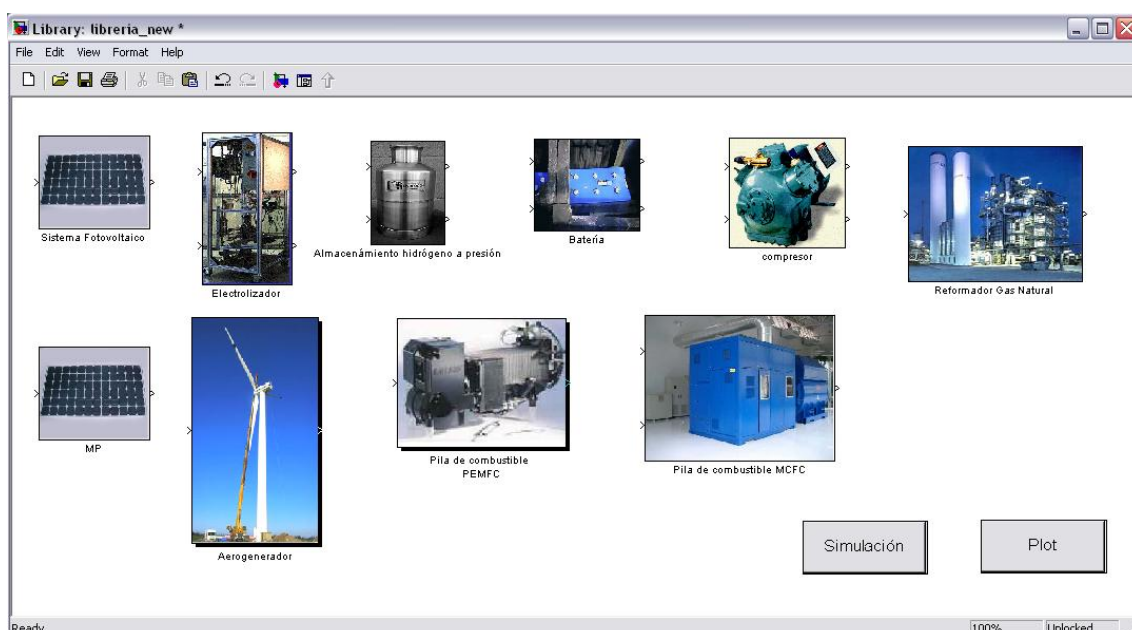 Library: libreria_new *
File Edit View Format Help
Sistema Fotovoltaico
Electrolizador
Almacenámiento hidrógeno a presión
Batería
compresor
Reformador Gas Natural
MP
Aerogenerador
Pila de combustible
PEMFC
Pila de combustible MCFC
Simulación
Plot
Ready
100%
Unlocked